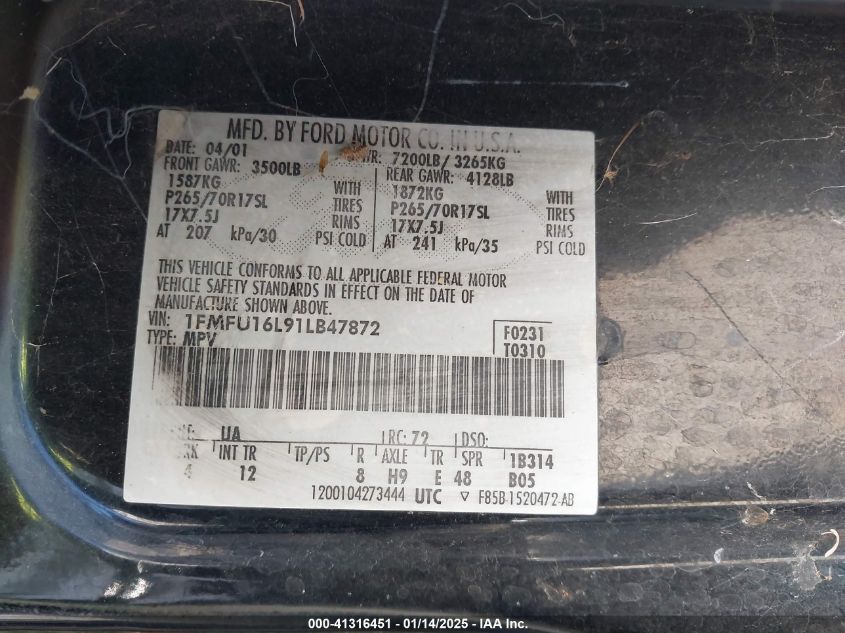 MFD. BY FORD MOTOR CO. IN U.S.A.
DATE: 04/01 7200LB/ 3265KG
FRONT GAWR: 3500LB REAR GAWR: 4128LB
1587KG WITH 1872KG WITH
P265/70R17SL TIRES P265/70R17SL TIRES
17X7.5J RIMS 17X7.5J RIMS
AT 207 kPa/30 PSI COLD AT 241 kPa/35 PSI COLD
THIS VEHICLE CONFORMS TO ALL APPLICABLE FEDERAL MOTOR
VEHICLE SAFETY STANDARDS IN EFFECT ON THE DATE OF
MANUFACTURE SHOWN ABOVE.
VIN: 1FMFU16L91LB47872 F0231
TYPE: MPV T0310
UA RC: 72 DSO:
INT TR TP/PS R AXLE TR SPR 1B314
4 12 8 H9 E 48 B05
1200104273444 UTC ▽ F85B-1520472-AB
000-41316451 - 01/14/2025 - IAA Inc.